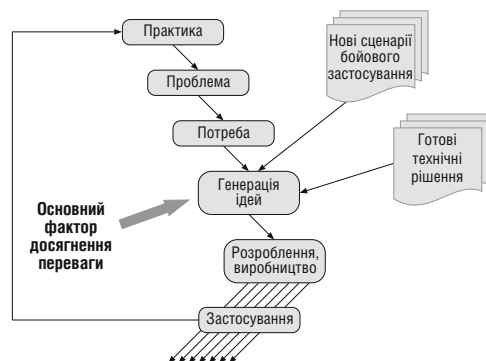 Практика
Проблема
Потреба
Нові сценарії
бойового
застосування
Готові
технічні
рішення
Генерація
ідей
Основний
фактор
досягнення
переваги
Розроблення,
виробництво
Застосування